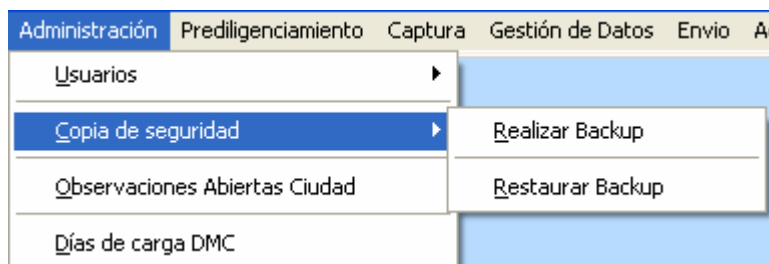 Administración Prediligenciamiento Captura Gestión de Datos Envio A
Usuarios
Copia de seguridad
Realizar Backup
Observaciones Abiertas Ciudad
Restaurar Backup
Días de carga DMC